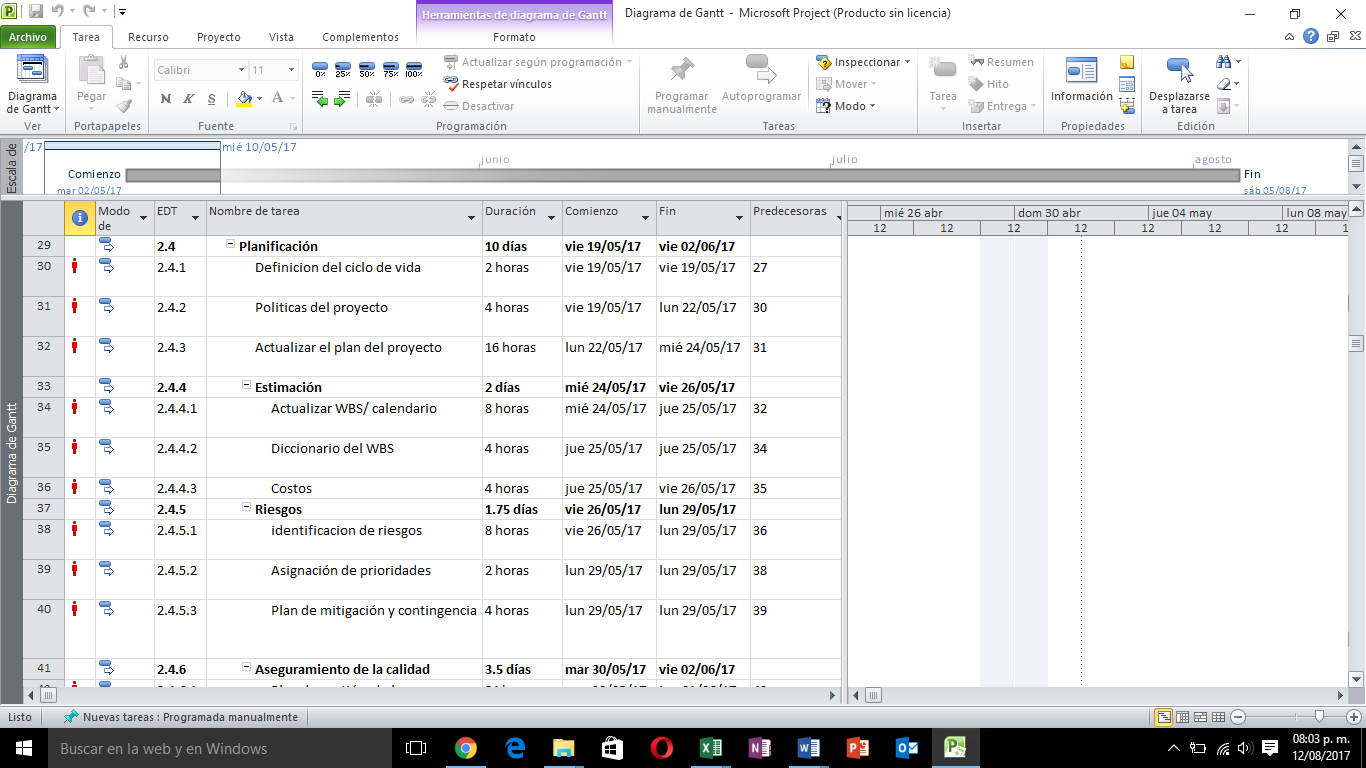 Herramientas de diagrama de Gantt
Diagrama de Gantt - Microsoft Project (Producto sin licencia)
Archivo Tarea Recurso Proyecto Vista Complementos Formato
Diagrama de Gantt
Ver
Pegar
Portapapeles
Calibri 11
N K S A
Fuente
0% 25% 50% 75% 100%
Actualizar según programación
Respetar vínculos
Desactivar
Programación
Programar manualmente
Autoprogramar
Inspeccionar
Mover
Modo
Tareas
Tarea
Resumen
Hito
Entrega
Insertar
Información
Propiedades
Desplazarse a tarea
Edición
Escala de
/17 mié 10/05/17
junio julio agosto
Comienzo Fin
mar 02/05/17 sáb 05/08/17
Modo de EDT Nombre de tarea Duración Comienzo Fin Predecesoras
mié 26 abr dom 30 abr jue 04 may lun 08 may
12 12 12 12 12 12 12 1
29 2.4 Planificación 10 días vie 19/05/17 vie 02/06/17
30 2.4.1 Definicion del ciclo de vida 2 horas vie 19/05/17 vie 19/05/17 27
31 2.4.2 Politicas del proyecto 4 horas vie 19/05/17 lun 22/05/17 30
32 2.4.3 Actualizar el plan del proyecto 16 horas lun 22/05/17 mié 24/05/17 31
33 2.4.4 Estimación 2 días mié 24/05/17 vie 26/05/17
34 2.4.4.1 Actualizar WBS/ calendario 8 horas mié 24/05/17 jue 25/05/17 32
35 2.4.4.2 Diccionario del WBS 4 horas jue 25/05/17 jue 25/05/17 34
36 2.4.4.3 Costos 4 horas jue 25/05/17 vie 26/05/17 35
37 2.4.5 Riesgos 1.75 días vie 26/05/17 lun 29/05/17
38 2.4.5.1 identificacion de riesgos 8 horas vie 26/05/17 lun 29/05/17 36
39 2.4.5.2 Asignación de prioridades 2 horas lun 29/05/17 lun 29/05/17 38
40 2.4.5.3 Plan de mitigación y contingencia 4 horas lun 29/05/17 lun 29/05/17 39
41 2.4.6 Aseguramiento de la calidad 3.5 días mar 30/05/17 vie 02/06/17
Diagrama de Gantt
Listo Nuevas tareas : Programada manualmente
Buscar en la web y en Windows
08:03 p. m.
12/08/2017